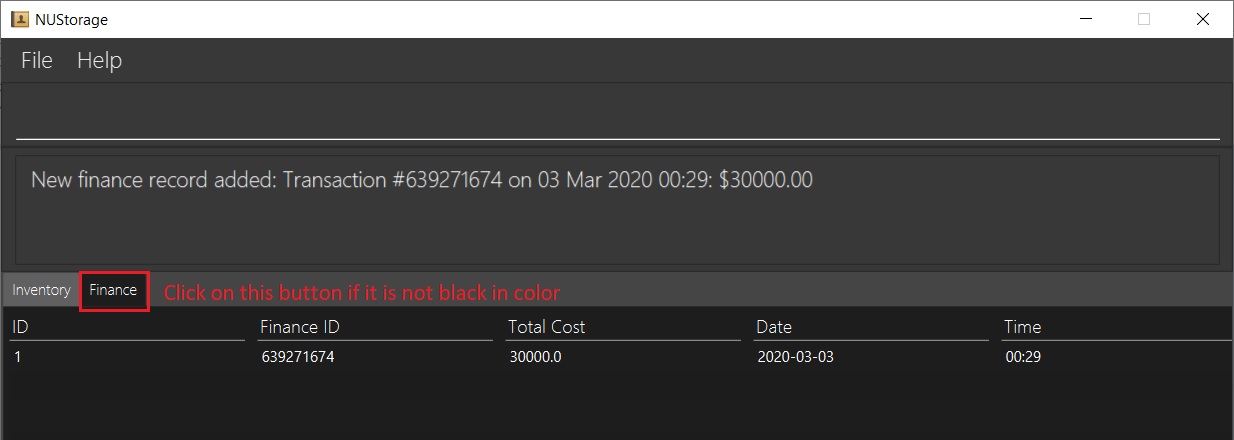 NUStorage
File Help
New finance record added: Transaction #639271674 on 03 Mar 2020 00:29: $30000.00
Inventory Finance Click on this button if it is not black in color
ID Finance ID Total Cost Date Time
1 639271674 30000.0 2020-03-03 00:29